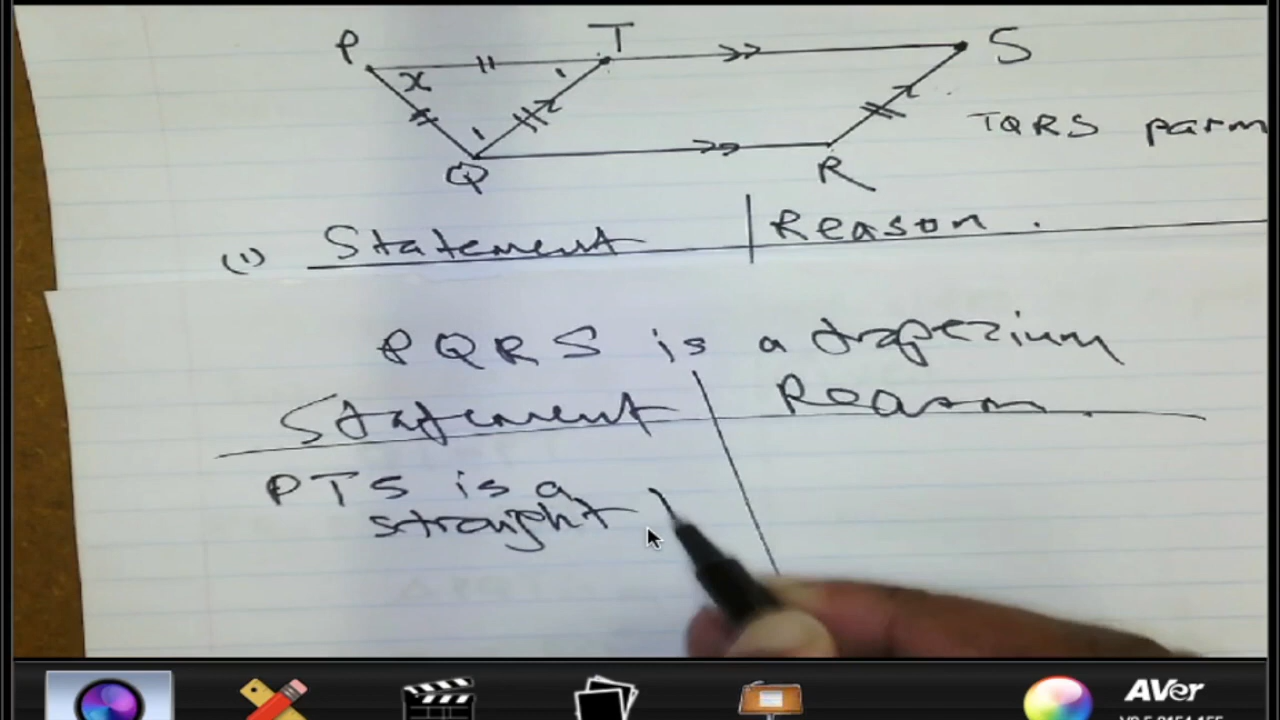 P T S
x
TQRS parm
Q R
(1) Statement Reason.
PQRS is a trapezium
Statement Reason.
PTS is a
straight
AVer